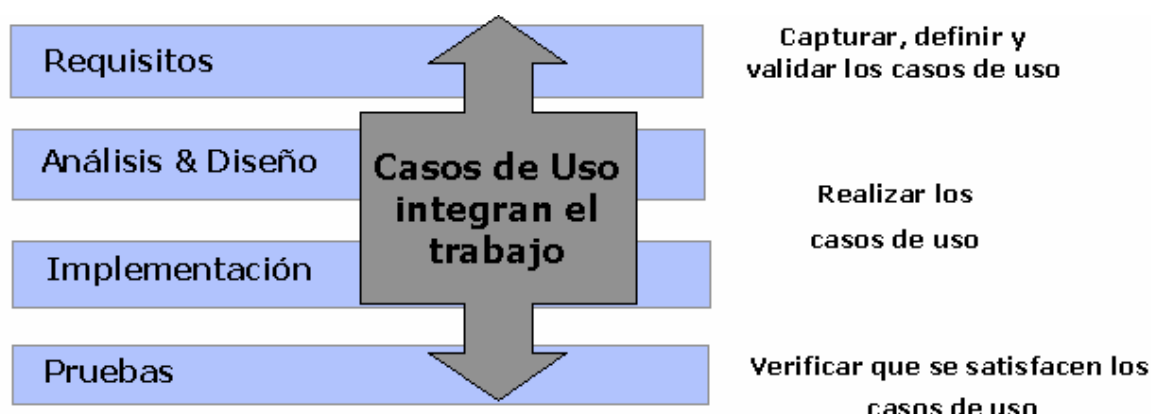 Requisitos
Capturar, definir y
validar los casos de uso
Análisis & Diseño
Casos de Uso
integran el
trabajo
Realizar los
casos de uso
Implementación
Pruebas
Verificar que se satisfacen los
casos de uso